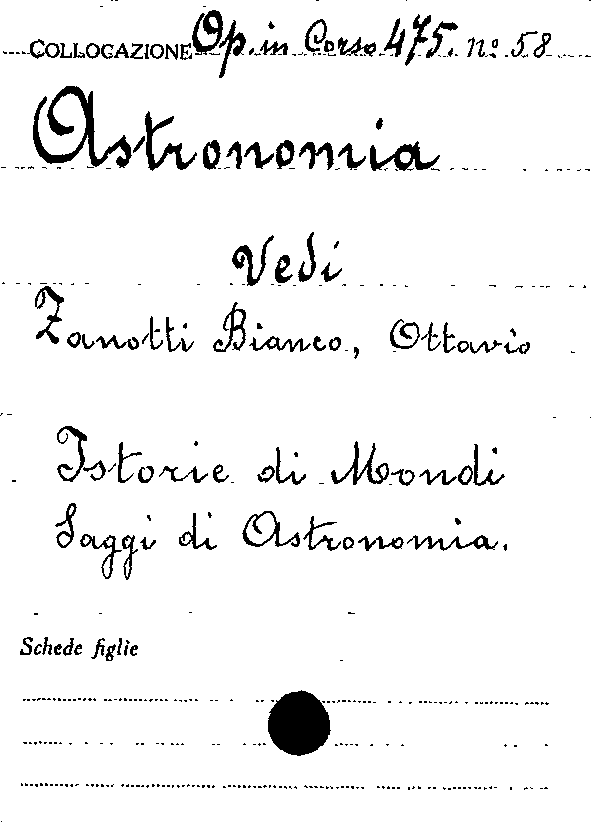 COLLOCAZIONE Op. in Corso 475. nº 58
Astronomia
Vedi
Zanotti Bianco, Ottavio
Istorie di Mondi
Saggi di Astronomia.
Schede figlie